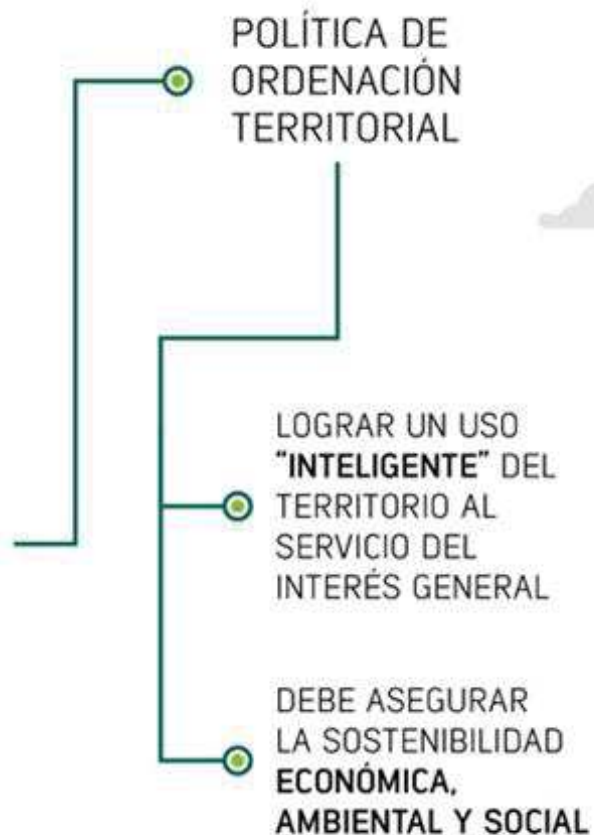 POLÍTICA DE
ORDENACIÓN
TERRITORIAL
LOGRAR UN USO
“INTELIGENTE” DEL
TERRITORIO AL
SERVICIO DEL
INTERÉS GENERAL
DEBE ASEGURAR
LA SOSTENIBILIDAD
ECONÓMICA,
AMBIENTAL Y SOCIAL